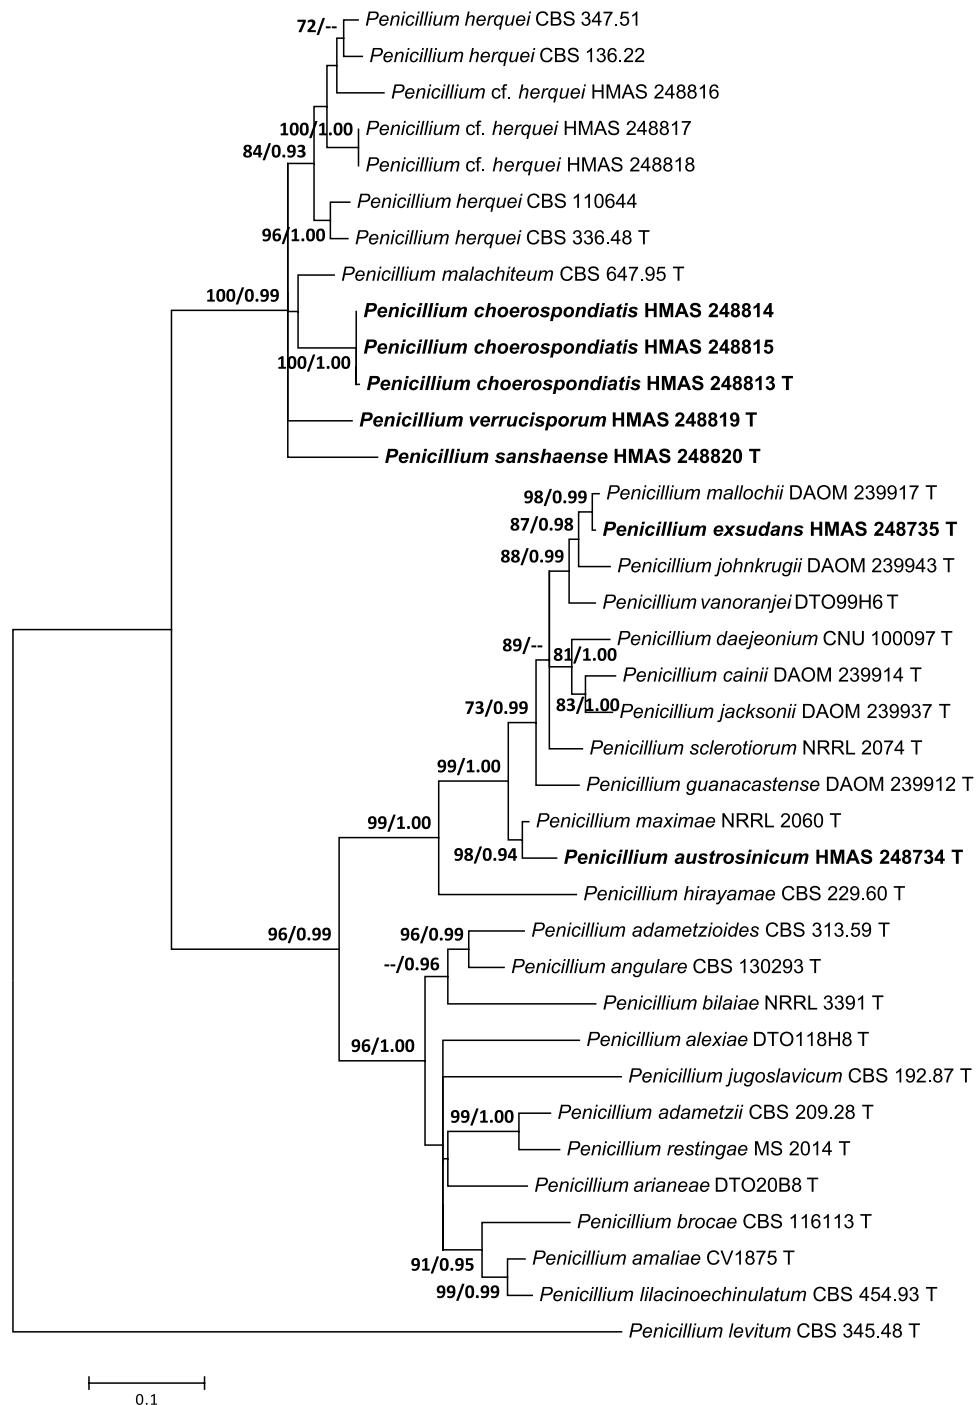 Penicillium herquei CBS 347.51
72/--
Penicillium herquei CBS 136.22
Penicillium cf. herquei HMAS 248816
100/1.00
Penicillium cf. herquei HMAS 248817
84/0.93
Penicillium cf. herquei HMAS 248818
Penicillium herquei CBS 110644
96/1.00
Penicillium herquei CBS 336.48 T
Penicillium malachiteum CBS 647.95 T
100/0.99
Penicillium choerospondiatis HMAS 248814
Penicillium choerospondiatis HMAS 248815
100/1.00
Penicillium choerospondiatis HMAS 248813 T
Penicillium verrucisporum HMAS 248819 T
Penicillium sanshaense HMAS 248820 T
98/0.99
Penicillium mallochii DAOM 239917 T
87/0.98
Penicillium exsudans HMAS 248735 T
88/0.99
Penicillium johnkrugii DAOM 239943 T
Penicillium vanoranjei DTO99H6 T
Penicillium daejeonium CNU 100097 T
89/--
81/1.00
Penicillium cainii DAOM 239914 T
83/1.00
Penicillium jacksonii DAOM 239937 T
73/0.99
Penicillium sclerotiorum NRRL 2074 T
99/1.00
Penicillium guanacastense DAOM 239912 T
99/1.00
Penicillium maximae NRRL 2060 T
98/0.94
Penicillium austrosinicum HMAS 248734 T
Penicillium hirayamae CBS 229.60 T
96/0.99
96/0.99
Penicillium adametzioides CBS 313.59 T
--/0.96
Penicillium angulare CBS 130293 T
Penicillium bilaiae NRRL 3391 T
96/1.00
Penicillium alexiae DTO118H8 T
Penicillium jugoslavicum CBS 192.87 T
99/1.00
Penicillium adametzii CBS 209.28 T
Penicillium restingae MS 2014 T
Penicillium arianeae DTO20B8 T
Penicillium brocae CBS 116113 T
91/0.95
Penicillium amaliae CV1875 T
99/0.99
Penicillium lilacinoechinulatum CBS 454.93 T
Penicillium levitum CBS 345.48 T
0.1